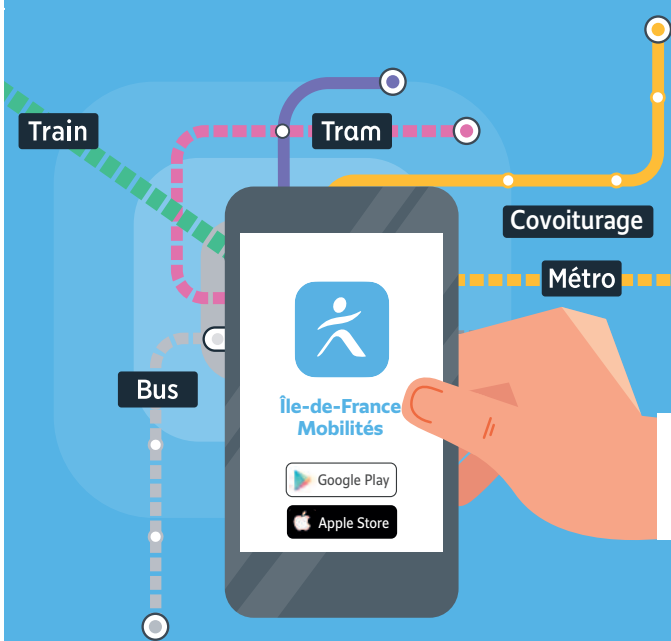 Train
Tram
Covoiturage
Métro
Bus
Île-de-France
Mobilités
Google Play
Apple Store